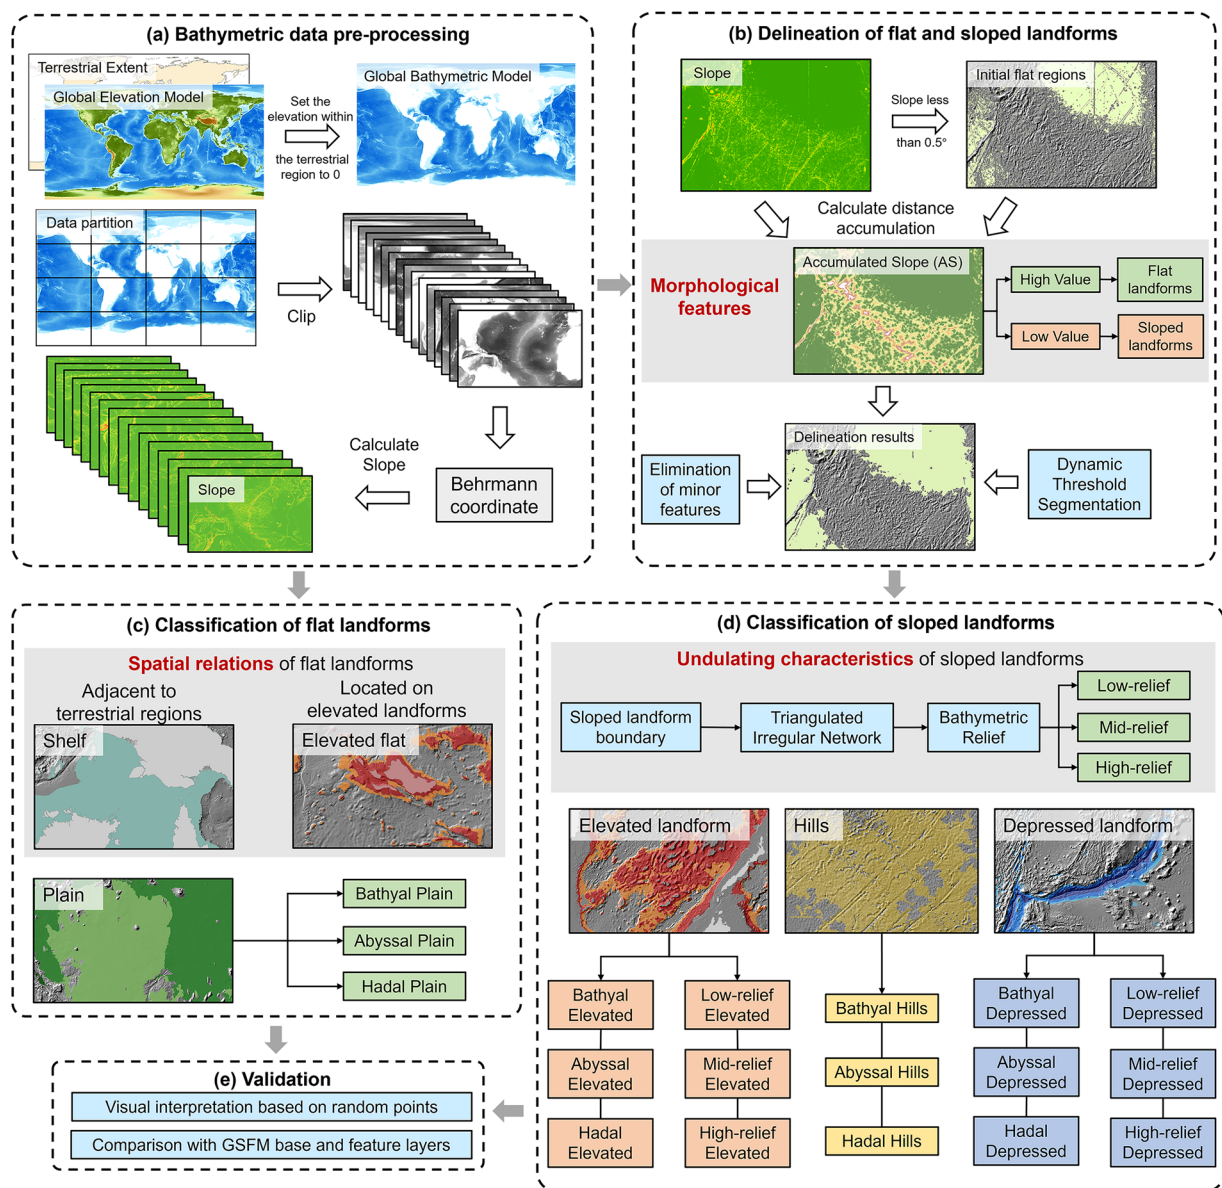 (a) Bathymetric data pre-processing
Terrestrial Extent
Global Elevation Model
Set the
elevation within
the terrestrial
region to 0
Global Bathymetric Model
Data partition
Clip
Calculate
Slope
Behrmann
coordinate
Slope
(b) Delineation of flat and sloped landforms
Slope
Slope less
than 0.5°
Initial flat regions
Calculate distance
accumulation
Morphological
features
Accumulated Slope (AS)
High Value
Flat
landforms
Low Value
Sloped
landforms
Delineation results
Elimination
of minor
features
Dynamic
Threshold
Segmentation
(c) Classification of flat landforms
Spatial relations of flat landforms
Adjacent to
terrestrial regions
Shelf
Located on
elevated landforms
Elevated flat
Plain
Bathyal Plain
Abyssal Plain
Hadal Plain
(d) Classification of sloped landforms
Undulating characteristics of sloped landforms
Sloped landform
boundary
Triangulated
Irregular Network
Bathymetric
Relief
Low-relief
Mid-relief
High-relief
Elevated landform
Hills
Depressed landform
Bathyal
Elevated
Abyssal
Elevated
Hadal
Elevated
Low-relief
Elevated
Mid-relief
Elevated
High-relief
Elevated
Bathyal Hills
Abyssal Hills
Hadal Hills
Bathyal
Depressed
Abyssal
Depressed
Hadal
Depressed
Low-relief
Depressed
Mid-relief
Depressed
High-relief
Depressed
(e) Validation
Visual interpretation based on random points
Comparison with GSFM base and feature layers